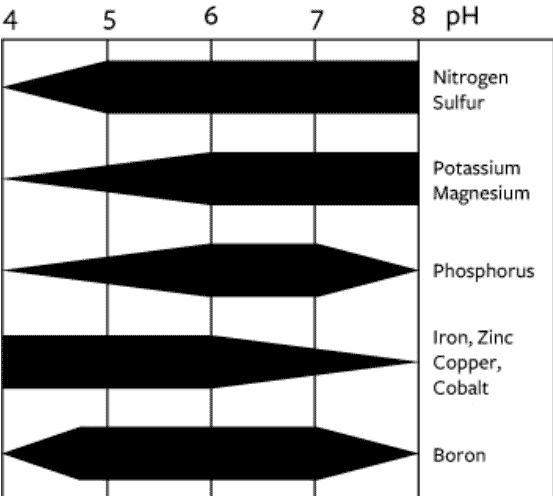 4 5 6 7 8 pH
Nitrogen
Sulfur
Potassium
Magnesium
Phosphorus
Iron, Zinc
Copper,
Cobalt
Boron